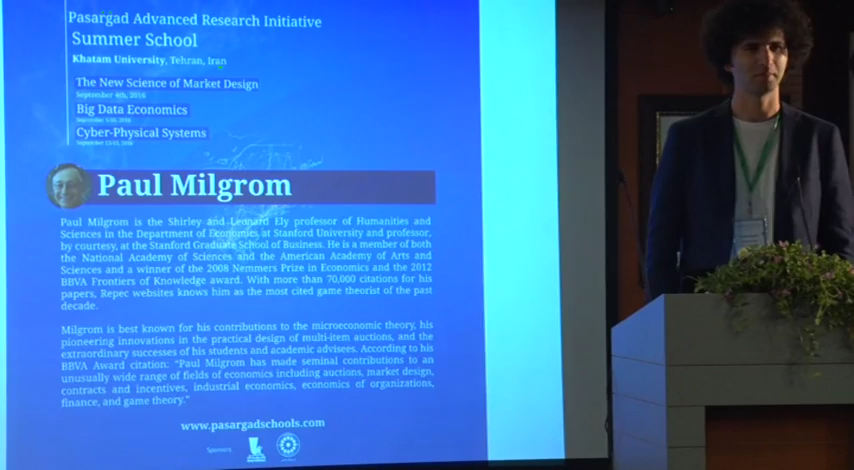 Pasargad Advanced Research Initiative
Summer School
Khatam University, Tehran, Iran
The New Science of Market Design
September 4th, 2016
Big Data Economics
Cyber-Physical Systems
Paul Milgrom
Paul Milgrom is the Shirley and Leonard Ely professor of Humanities and
Sciences in the Department of Economics at Stanford University and professor,
by courtesy, at the Stanford Graduate School of Business. He is a member of both
the National Academy of Sciences and the American Academy of Arts and
Sciences and a winner of the 2008 Nemmers Prize in Economics and the 2012
BBVA Frontiers of Knowledge award. With more than 70,000 citations for his
papers, Repec websites knows him as the most cited game theorist of the past
decade.
Milgrom is best known for his contributions to the microeconomic theory, his
pioneering innovations in the practical design of multi-item auctions, and the
extraordinary successes of his students and academic advisees. According to his
BBVA Award citation: “Paul Milgrom has made seminal contributions to an
unusually wide range of fields of economics including auctions, market design,
contracts and incentives, industrial economics, economics of organizations,
finance, and game theory.”
www.pasargadschools.com
Sponsors